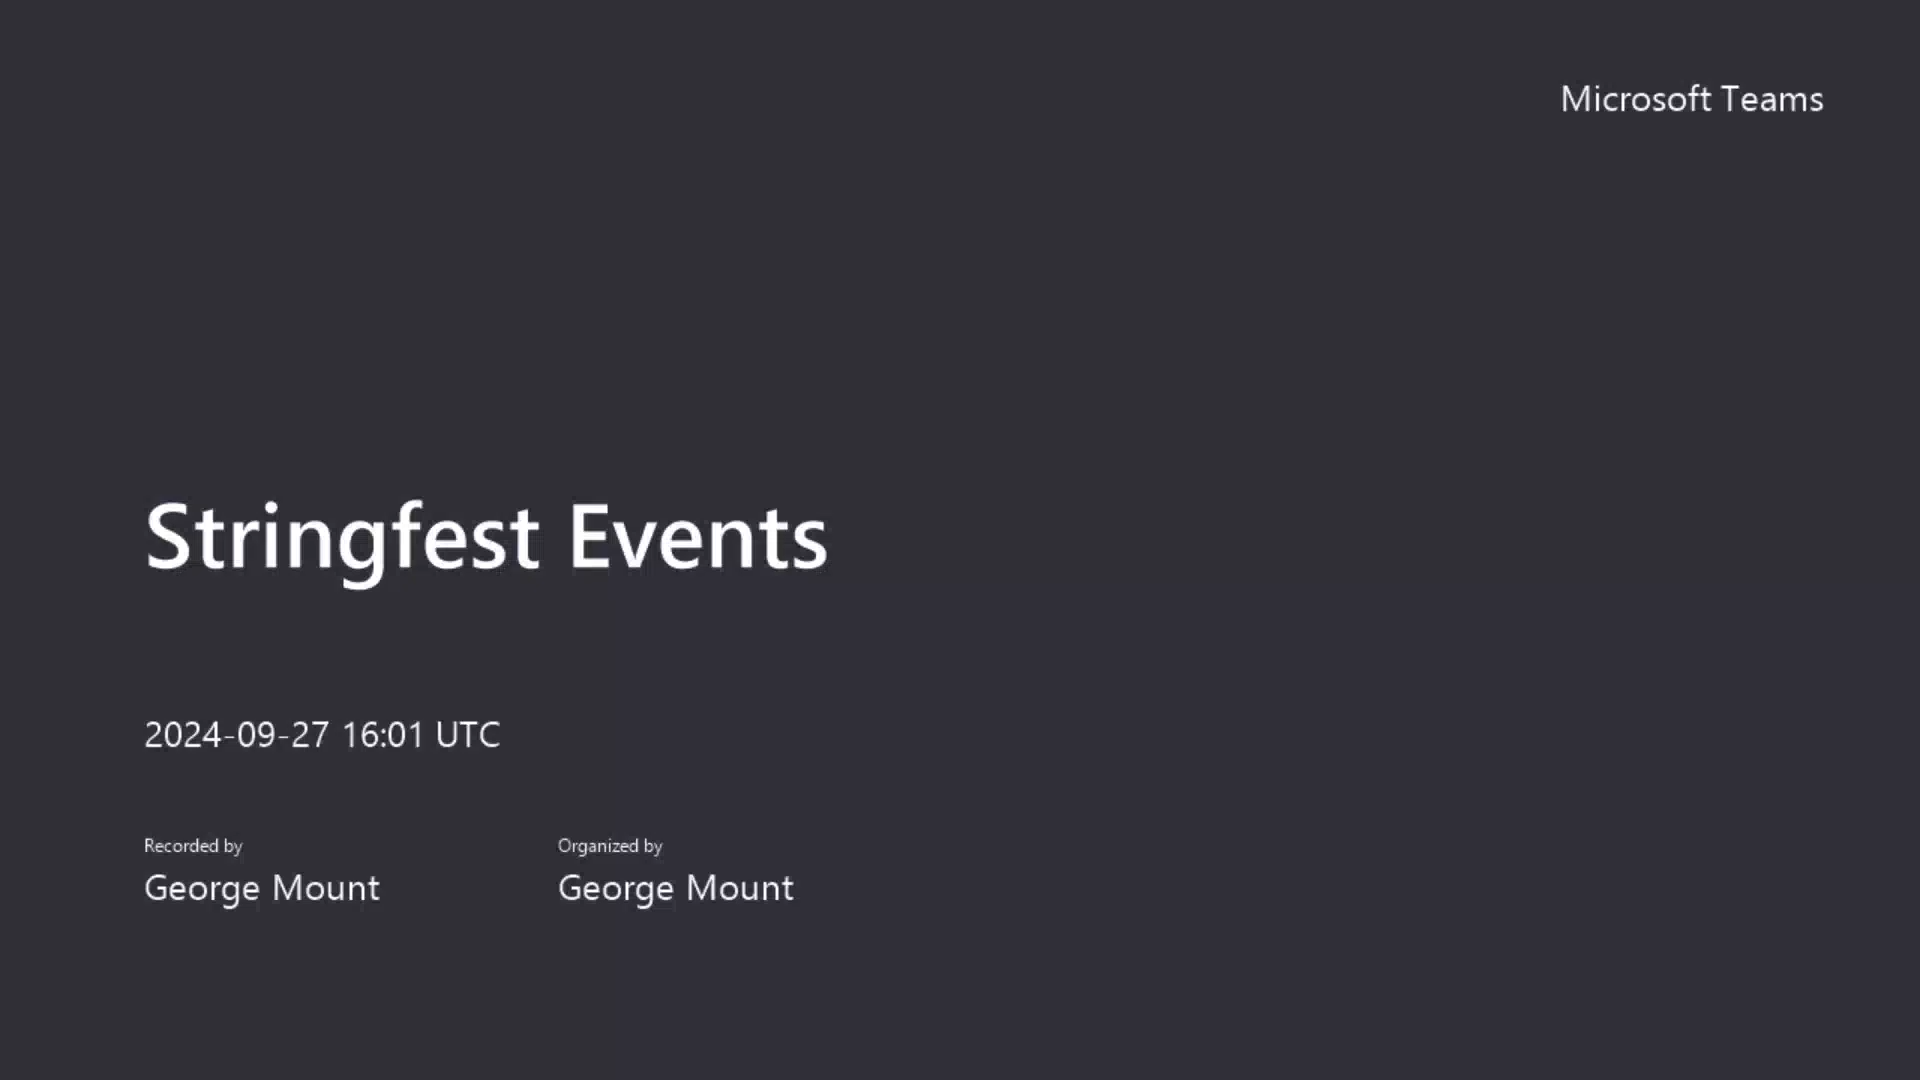 Microsoft Teams
Stringfest Events
2024-09-27 16:01 UTC
Recorded by
George Mount
Organized by
George Mount